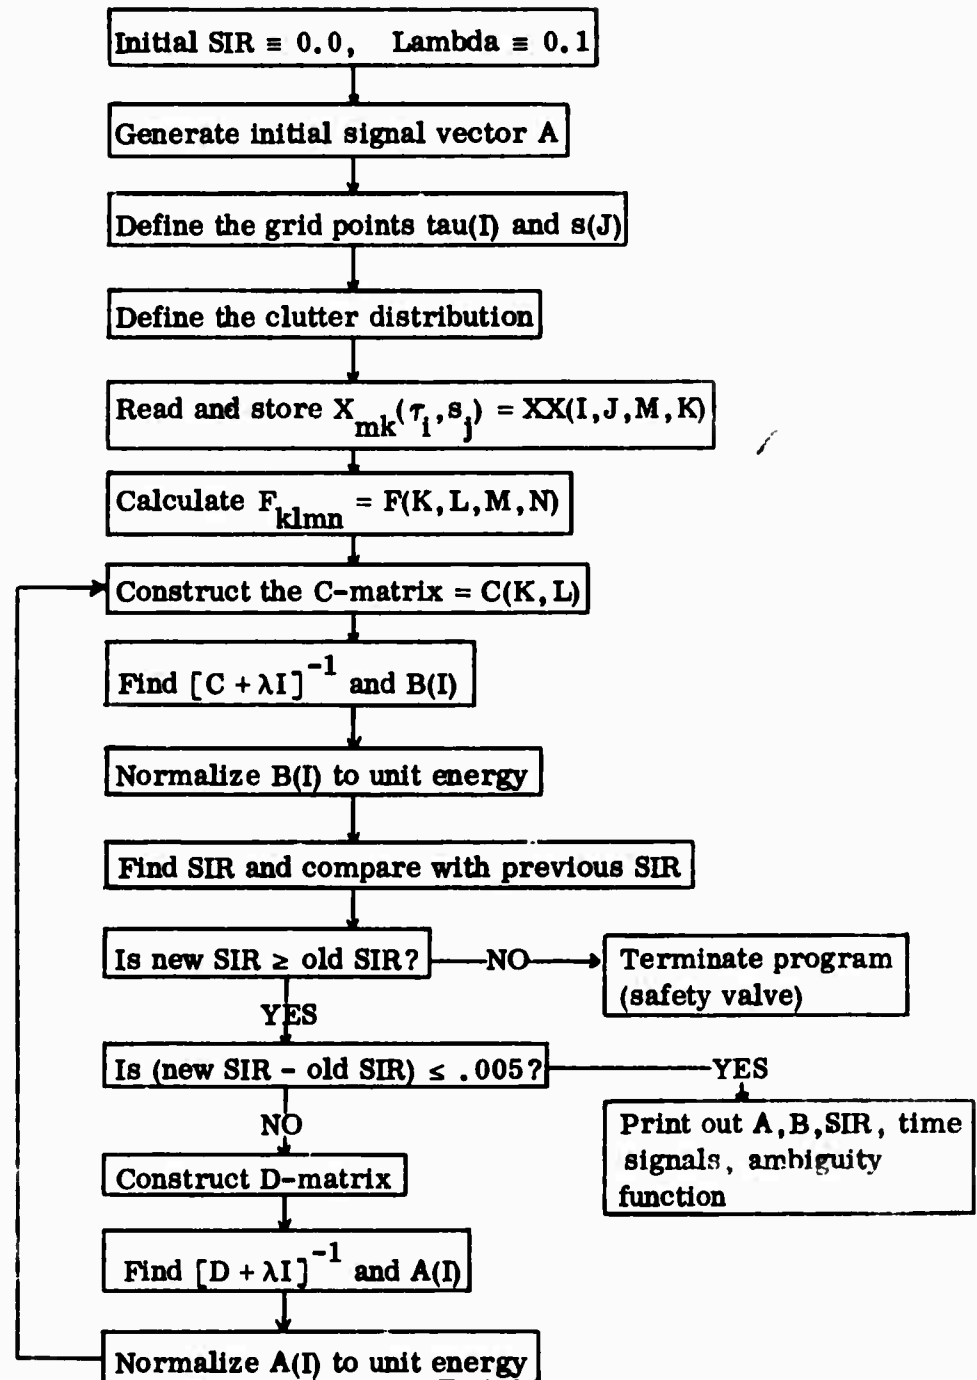 Initial SIR ≡ 0.0, Lambda ≡ 0.1
Generate initial signal vector A
Define the grid points tau(I) and s(J)
Define the clutter distribution
Read and store X_mk(τ_i, s_j) = XX(I,J,M,K)
Calculate F_klmn = F(K,L,M,N)
Construct the C-matrix = C(K,L)
Find [C + λI]^-1 and B(I)
Normalize B(I) to unit energy
Find SIR and compare with previous SIR
Is new SIR ≥ old SIR?
NO
Terminate program
(safety valve)
YES
Is (new SIR - old SIR) ≤ .005?
YES
Print out A,B,SIR, time
signals, ambiguity
function
NO
Construct D-matrix
Find [D + λI]^-1 and A(I)
Normalize A(I) to unit energy